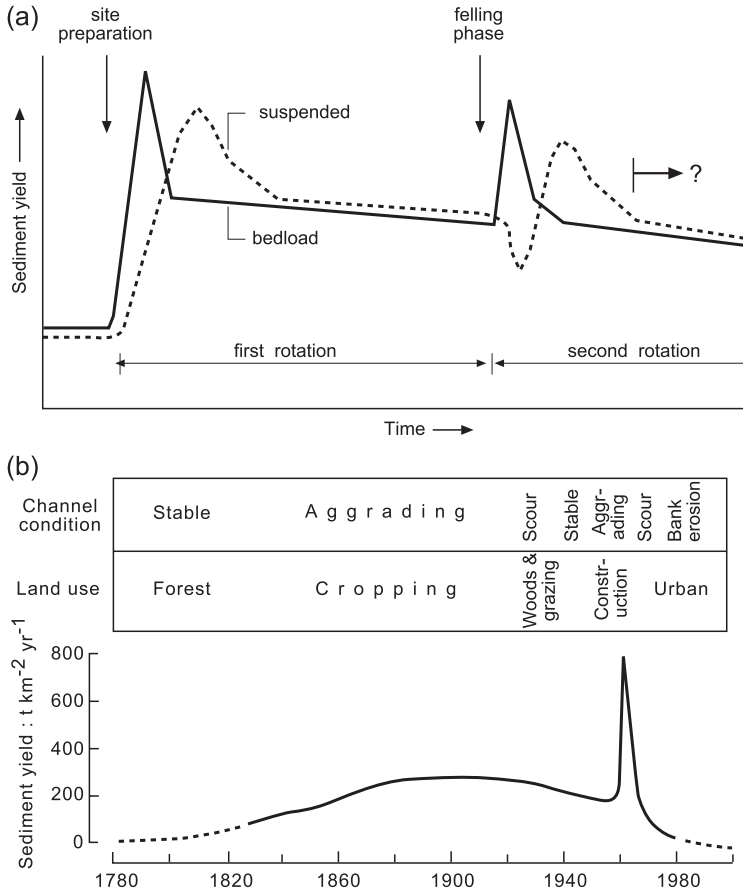 (a)
site
preparation
felling
phase
suspended
?
bedload
Sediment yield
first rotation
second rotation
Time
(b)
Channel
condition
Stable
Aggrading
Scour
Stable
Aggr-
ading
Scour
Bank
erosion
Land use
Forest
Cropping
Woods &
grazing
Constr-
uction
Urban
Sediment yield : t km-2 yr-1
800
600
400
200
0
1780
1820
1860
1900
1940
1980